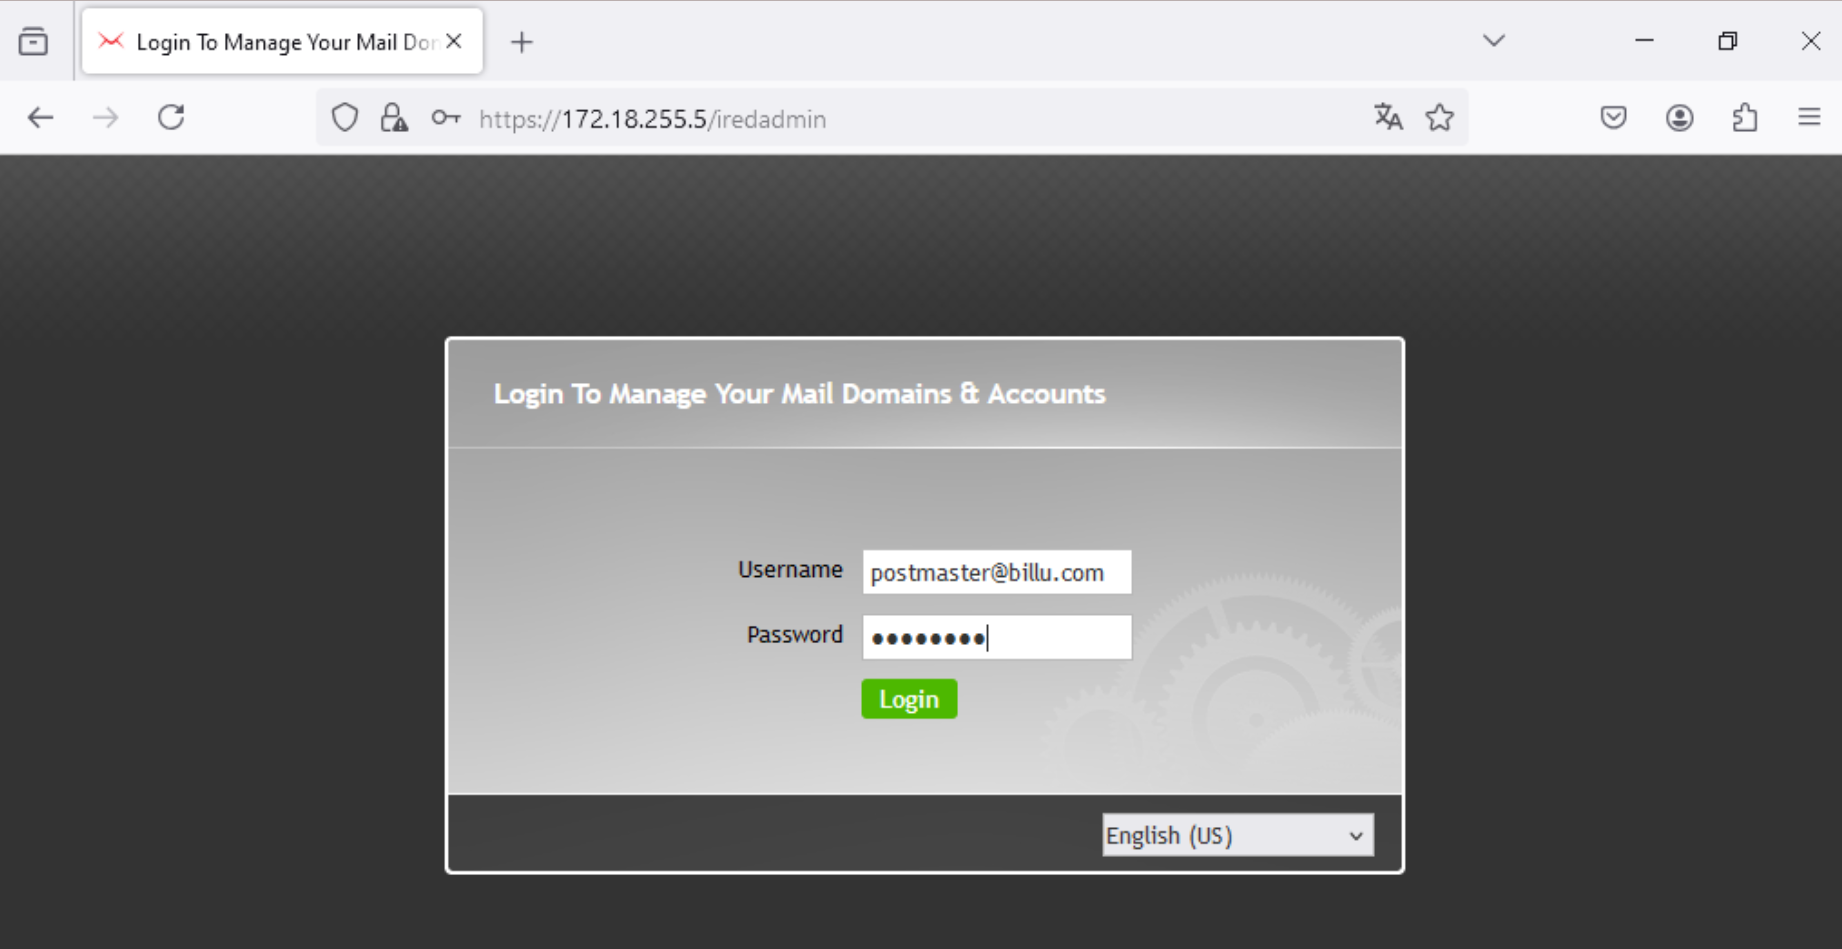 Login To Manage Your Mail Dor
https://172.18.255.5/iredadmin
Login To Manage Your Mail Domains & Accounts
Username
postmaster@billu.com
Password
••••••••
Login
English (US)